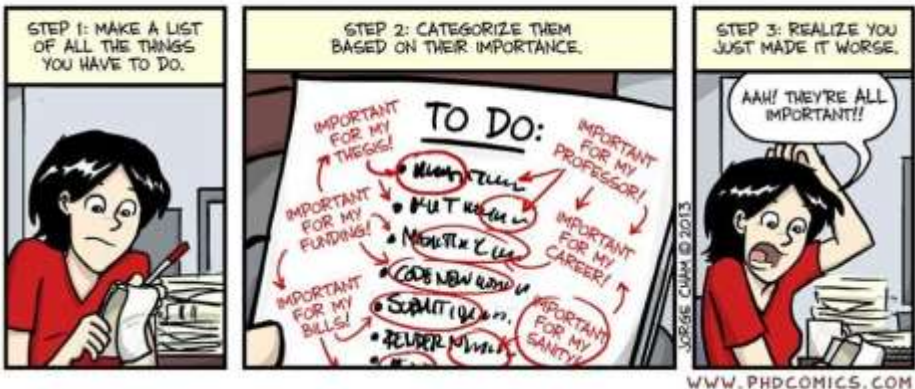 STEP 1: MAKE A LIST
OF ALL THE THINGS
YOU HAVE TO DO.
STEP 2: CATEGORIZE THEM
BASED ON THEIR IMPORTANCE.
TO DO:
IMPORTANT
FOR MY
THESIS!
IMPORTANT
FOR MY
FUNDING!
IMPORTANT
FOR MY
BILLS!
IMPORTANT
FOR MY
PROFESSOR!
IMPORTANT
FOR MY
CAREER!
IMPORTANT
FOR MY
SANITY!
• CODE NEW
• SUBMIT
JORGE CHAM © 2013
STEP 3: REALIZE YOU
JUST MADE IT WORSE.
AAH! THEY'RE ALL
IMPORTANT!!
WWW.PHDCOMICS.COM